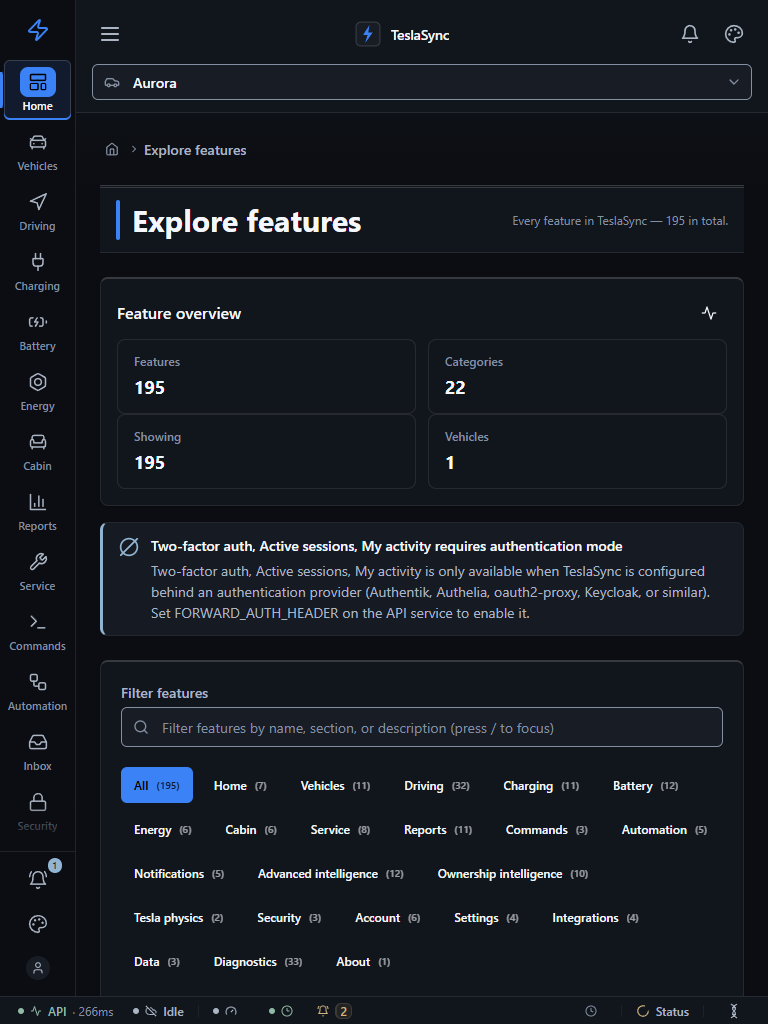 TeslaSync
Aurora
Home
Vehicles
Driving
Charging
Battery
Energy
Cabin
Reports
Service
Commands
Automation
Inbox
Security
1
Explore features
Explore features
Every feature in TeslaSync — 195 in total.
Feature overview
Features
195
Categories
22
Showing
195
Vehicles
1
Two-factor auth, Active sessions, My activity requires authentication mode
Two-factor auth, Active sessions, My activity is only available when TeslaSync is configured
behind an authentication provider (Authentik, Authelia, oauth2-proxy, Keycloak, or similar).
Set FORWARD_AUTH_HEADER on the API service to enable it.
Filter features
Filter features by name, section, or description (press / to focus)
All (195) Home (7) Vehicles (11) Driving (32) Charging (11) Battery (12)
Energy (6) Cabin (6) Service (8) Reports (11) Commands (3) Automation (5)
Notifications (5) Advanced intelligence (12) Ownership intelligence (10)
Tesla physics (2) Security (3) Account (6) Settings (4) Integrations (4)
Data (3) Diagnostics (33) About (1)
API · 266ms Idle 2 Status